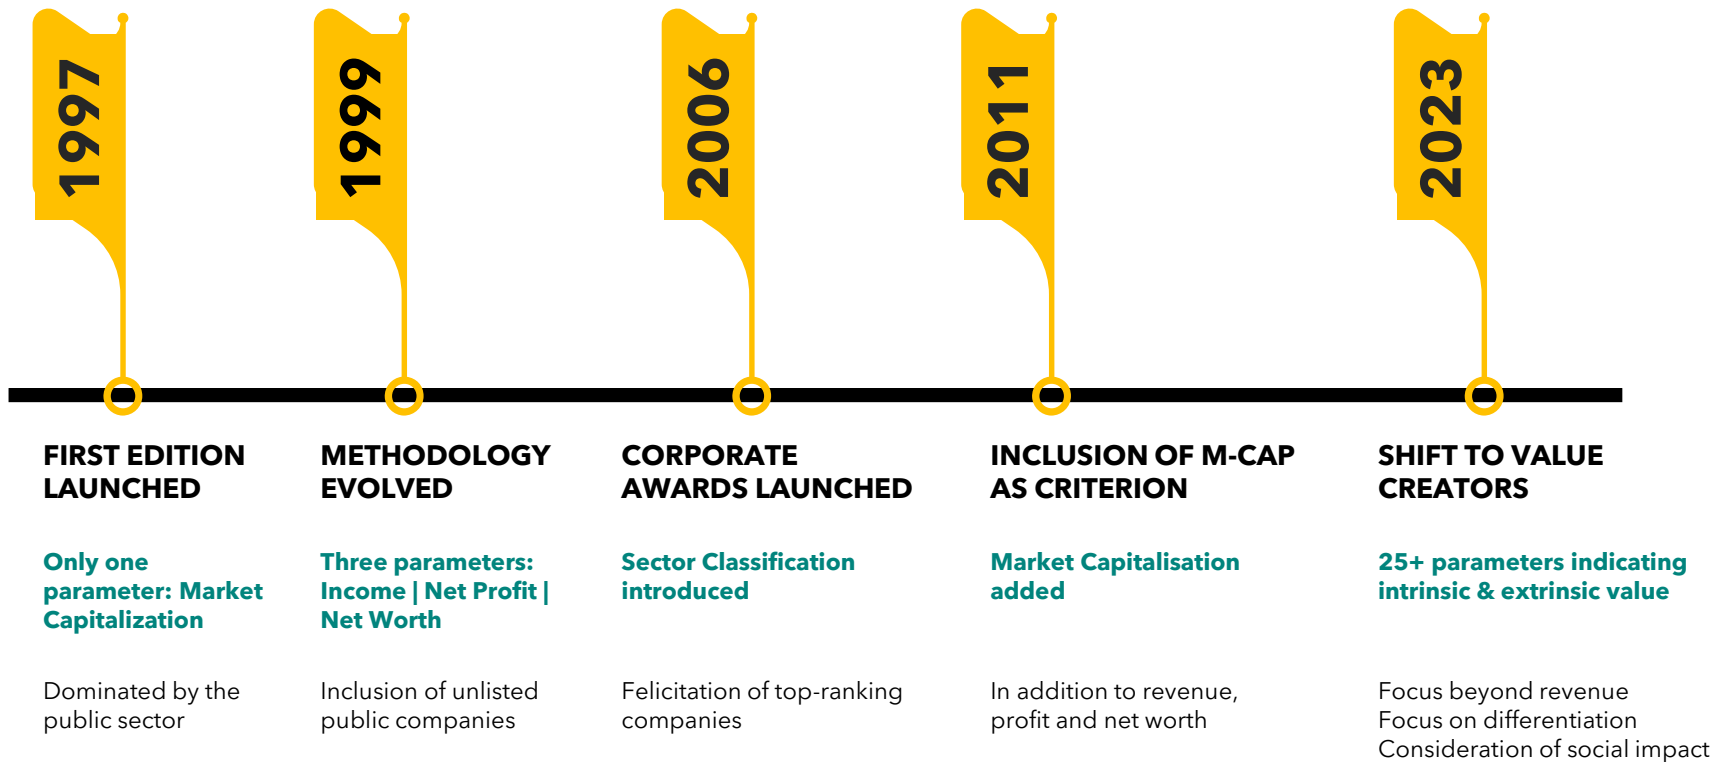 1997
1999
2006
2011
2023
FIRST EDITION
LAUNCHED
Only one
parameter: Market
Capitalization
Dominated by the
public sector
METHODOLOGY
EVOLVED
Three parameters:
Income | Net Profit |
Net Worth
Inclusion of unlisted
public companies
CORPORATE
AWARDS LAUNCHED
Sector Classification
introduced
Felicitation of top-ranking
companies
INCLUSION OF M-CAP
AS CRITERION
Market Capitalisation
added
In addition to revenue,
profit and net worth
SHIFT TO VALUE
CREATORS
25+ parameters indicating
intrinsic & extrinsic value
Focus beyond revenue
Focus on differentiation
Consideration of social impact